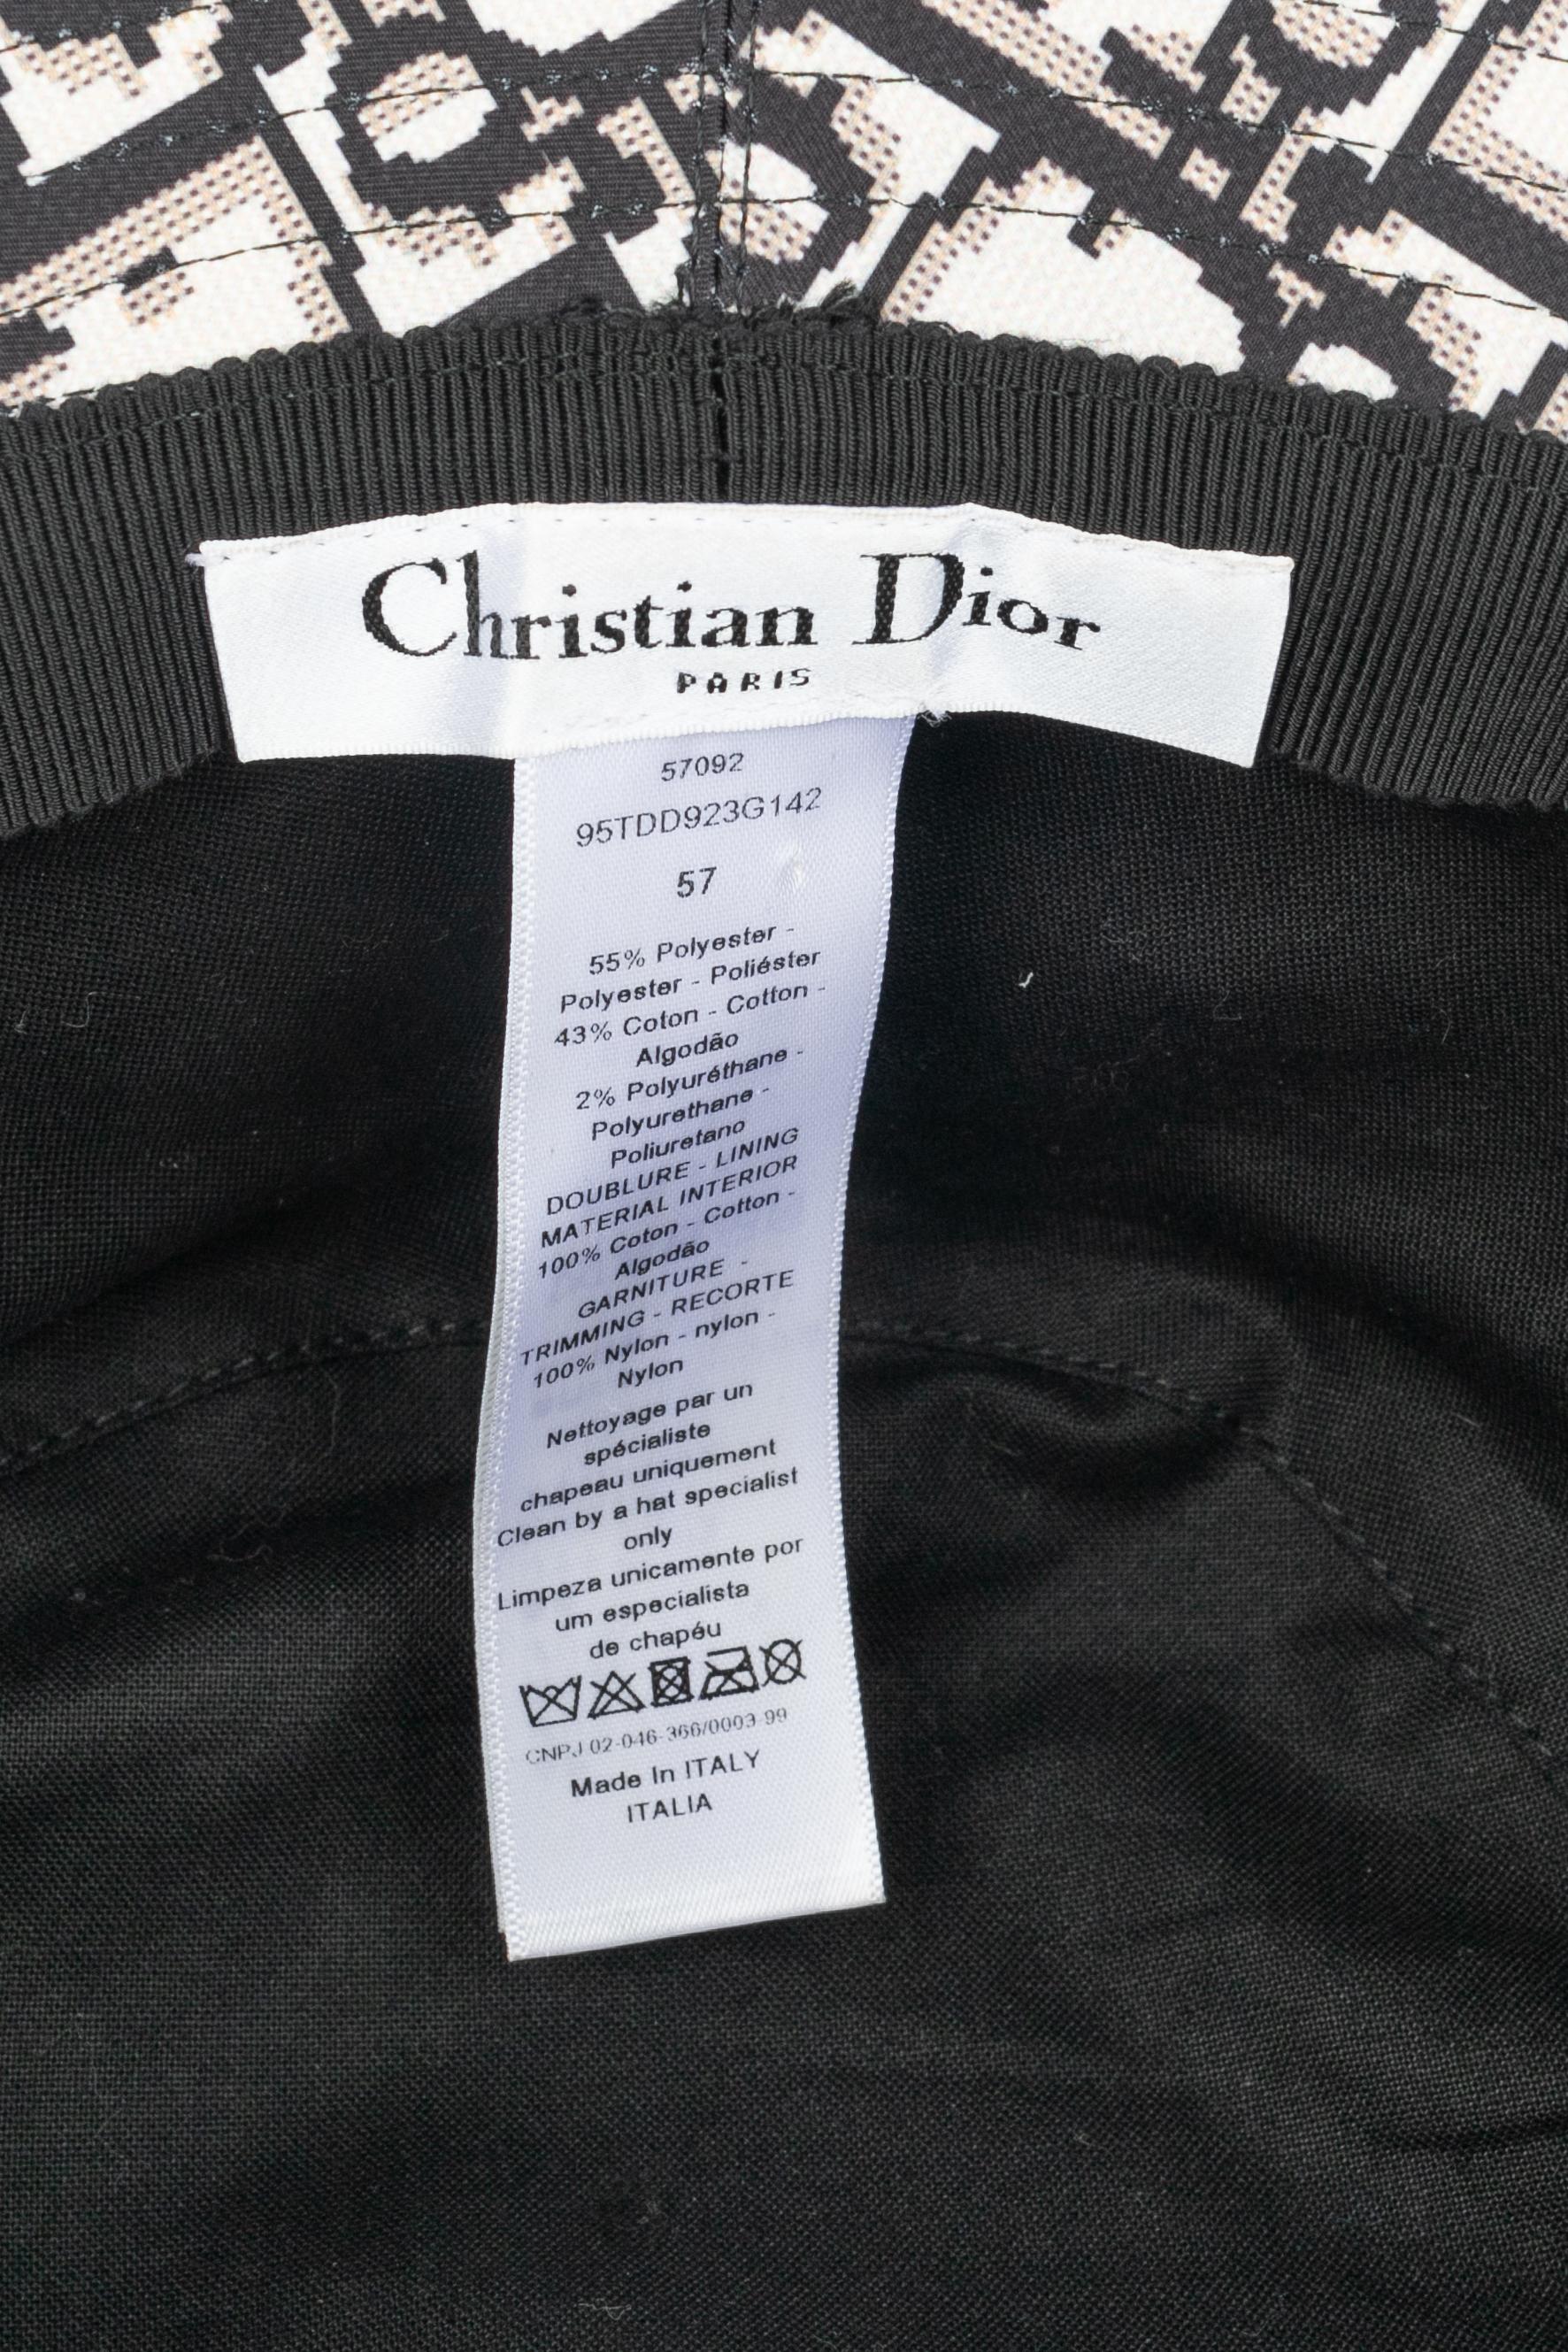 Christian Dior
PARIS
57092
95TDD923G142
57
55% Polyester -
Polyester - Poliéster
43% Coton - Cotton -
Algodão
2% Polyuréthane -
Polyurethane -
Poliuretano
DOUBLURE - LINING
MATERIAL INTERIOR
100% Coton - Cotton -
Algodão
GARNITURE -
TRIMMING - RECORTE
100% Nylon - nylon -
Nylon
Nettoyage par un
spécialiste
chapeau uniquement
Clean by a hat specialist
only
Limpeza unicamente por
um especialista
de chapéu
CNPJ 02-046-366/0003-99
Made In ITALY
ITALIA